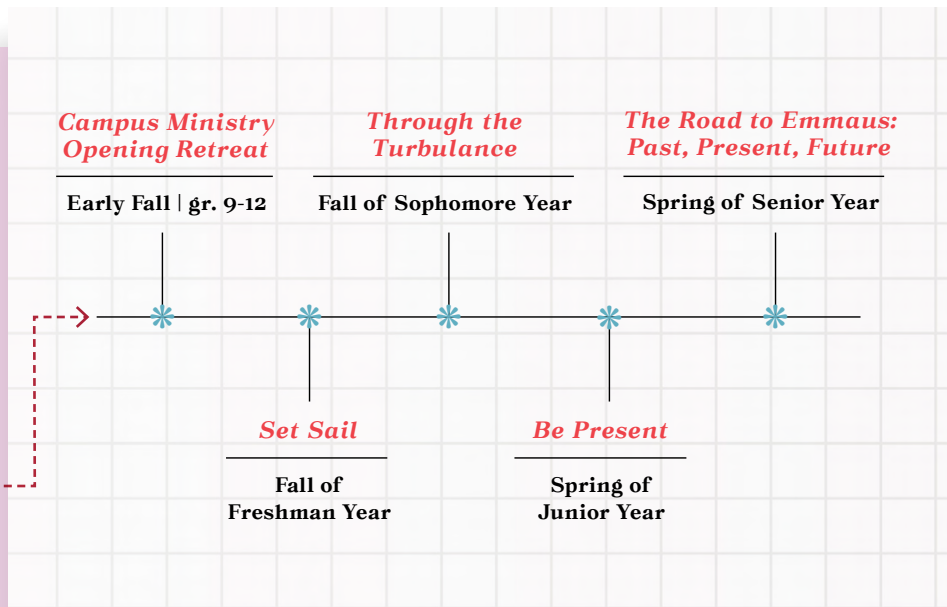 Campus Ministry
Opening Retreat
Early Fall | gr. 9-12
Through the
Turbulance
Fall of Sophomore Year
The Road to Emmaus:
Past, Present, Future
Spring of Senior Year
Set Sail
Fall of
Freshman Year
Be Present
Spring of
Junior Year